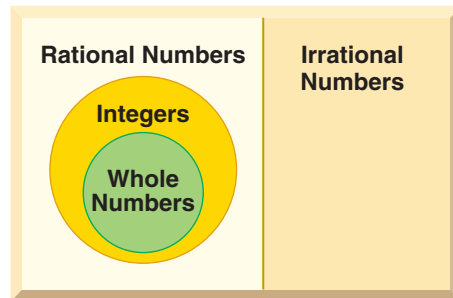 Rational Numbers
Irrational
Numbers
Integers
Whole
Numbers